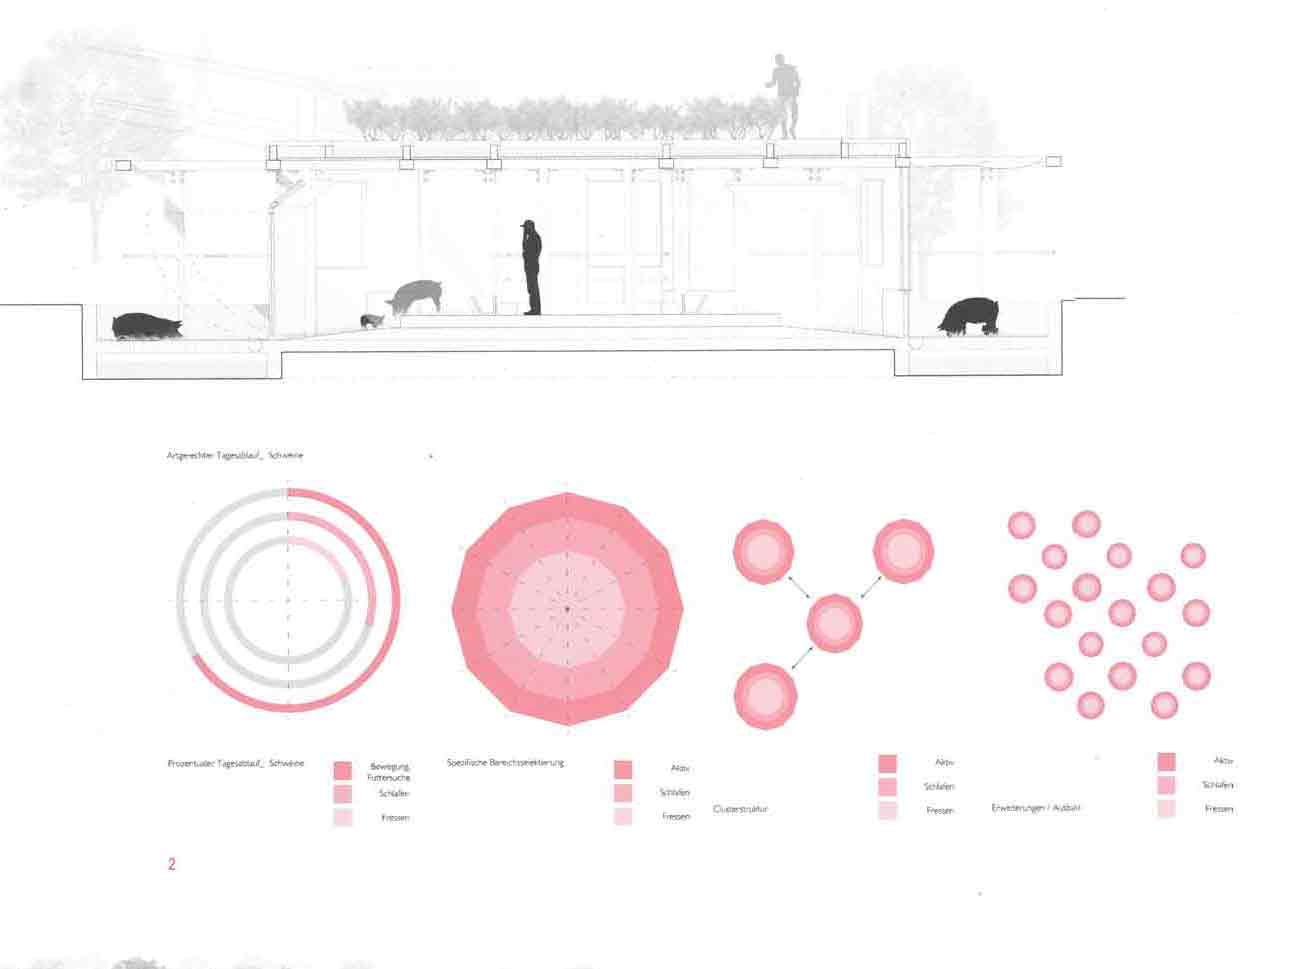 Artgerechter Tagesablauf_ Schweine
Prozentualer Tagesablauf_ Schweine
Bewegung,
Futtersuche
Schlafen
Fressen
Spezifische Bereichsselektierung
Aktiv
Schlafen
Fressen
Clusterstruktur
Aktiv
Schlafen
Fressen
Erweiterungen /
Aktiv
Schlafen
Fressen
2